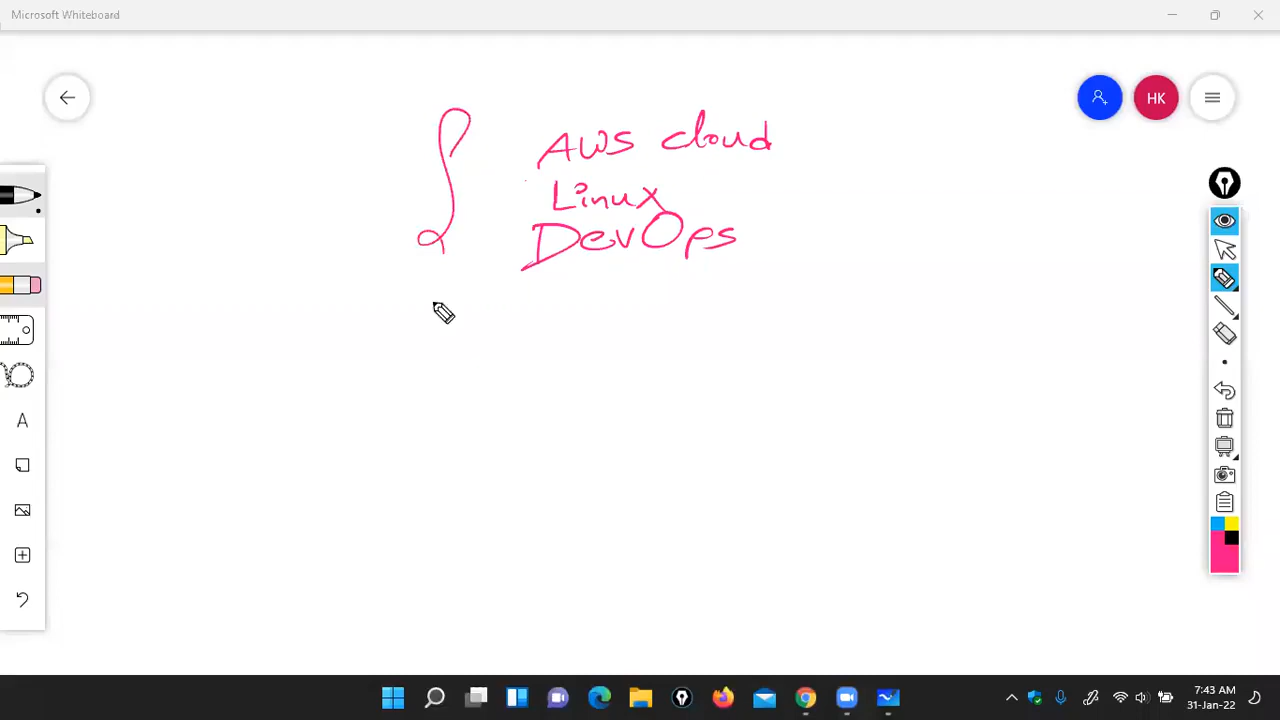 Microsoft Whiteboard
HK
AWS cloud
Linux
DevOps
A
7:43 AM
31-Jan-22